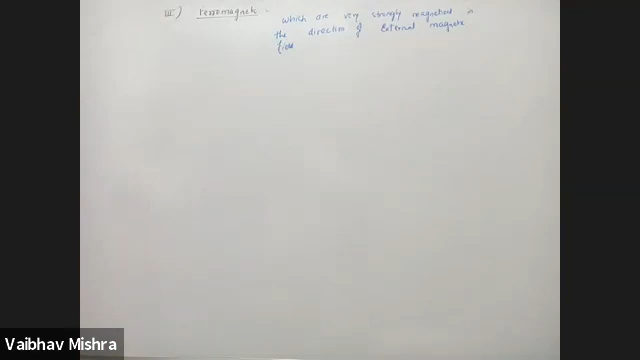 III) ferromagnets - which are very strongly magnetised in
the direction of external magnetic
field
Vaibhav Mishra